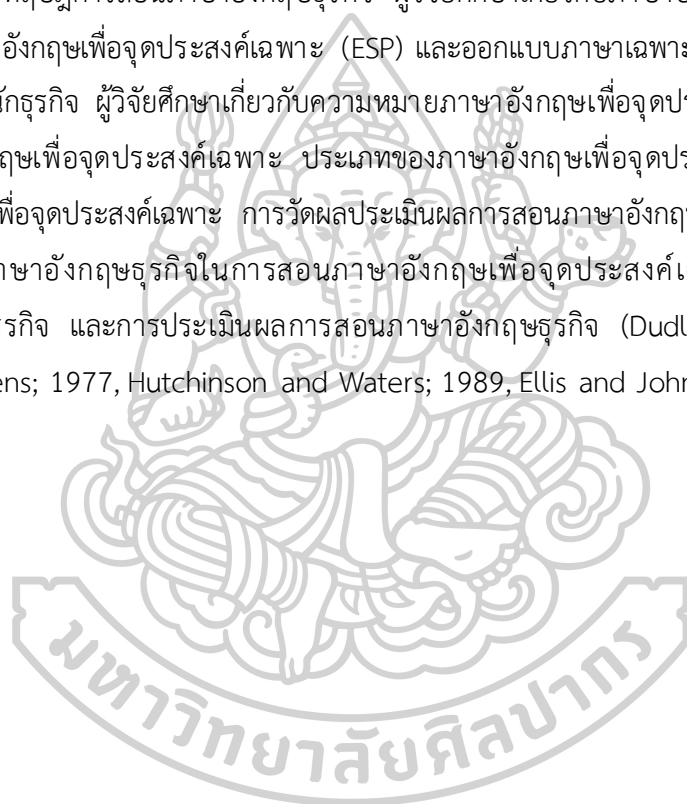 อังกฤษเพื่อจุดประสงค์เฉพาะ (ESP) และออกแบบภาษาเฉพาะ
นักธุรกิจ ผู้วิจัยศึกษาเกี่ยวกับความหมายภาษาอังกฤษเพื่อจุดประ
กฤษเพื่อจุดประสงค์เฉพาะ ประเภทของภาษาอังกฤษเพื่อจุดประ
เพื่อจุดประสงค์เฉพาะ การวัดผลประเมินผลการสอนภาษาอังกฤ
าษาอังกฤษธุรกิจในการสอนภาษาอังกฤษเพื่อจุดประสงค์เ
รกิจ และการประเมินผลการสอนภาษาอังกฤษธุรกิจ (Dudl
ens; 1977, Hutchinson and Waters; 1989, Ellis and John
มหาวิทยาลัยศิลปากร